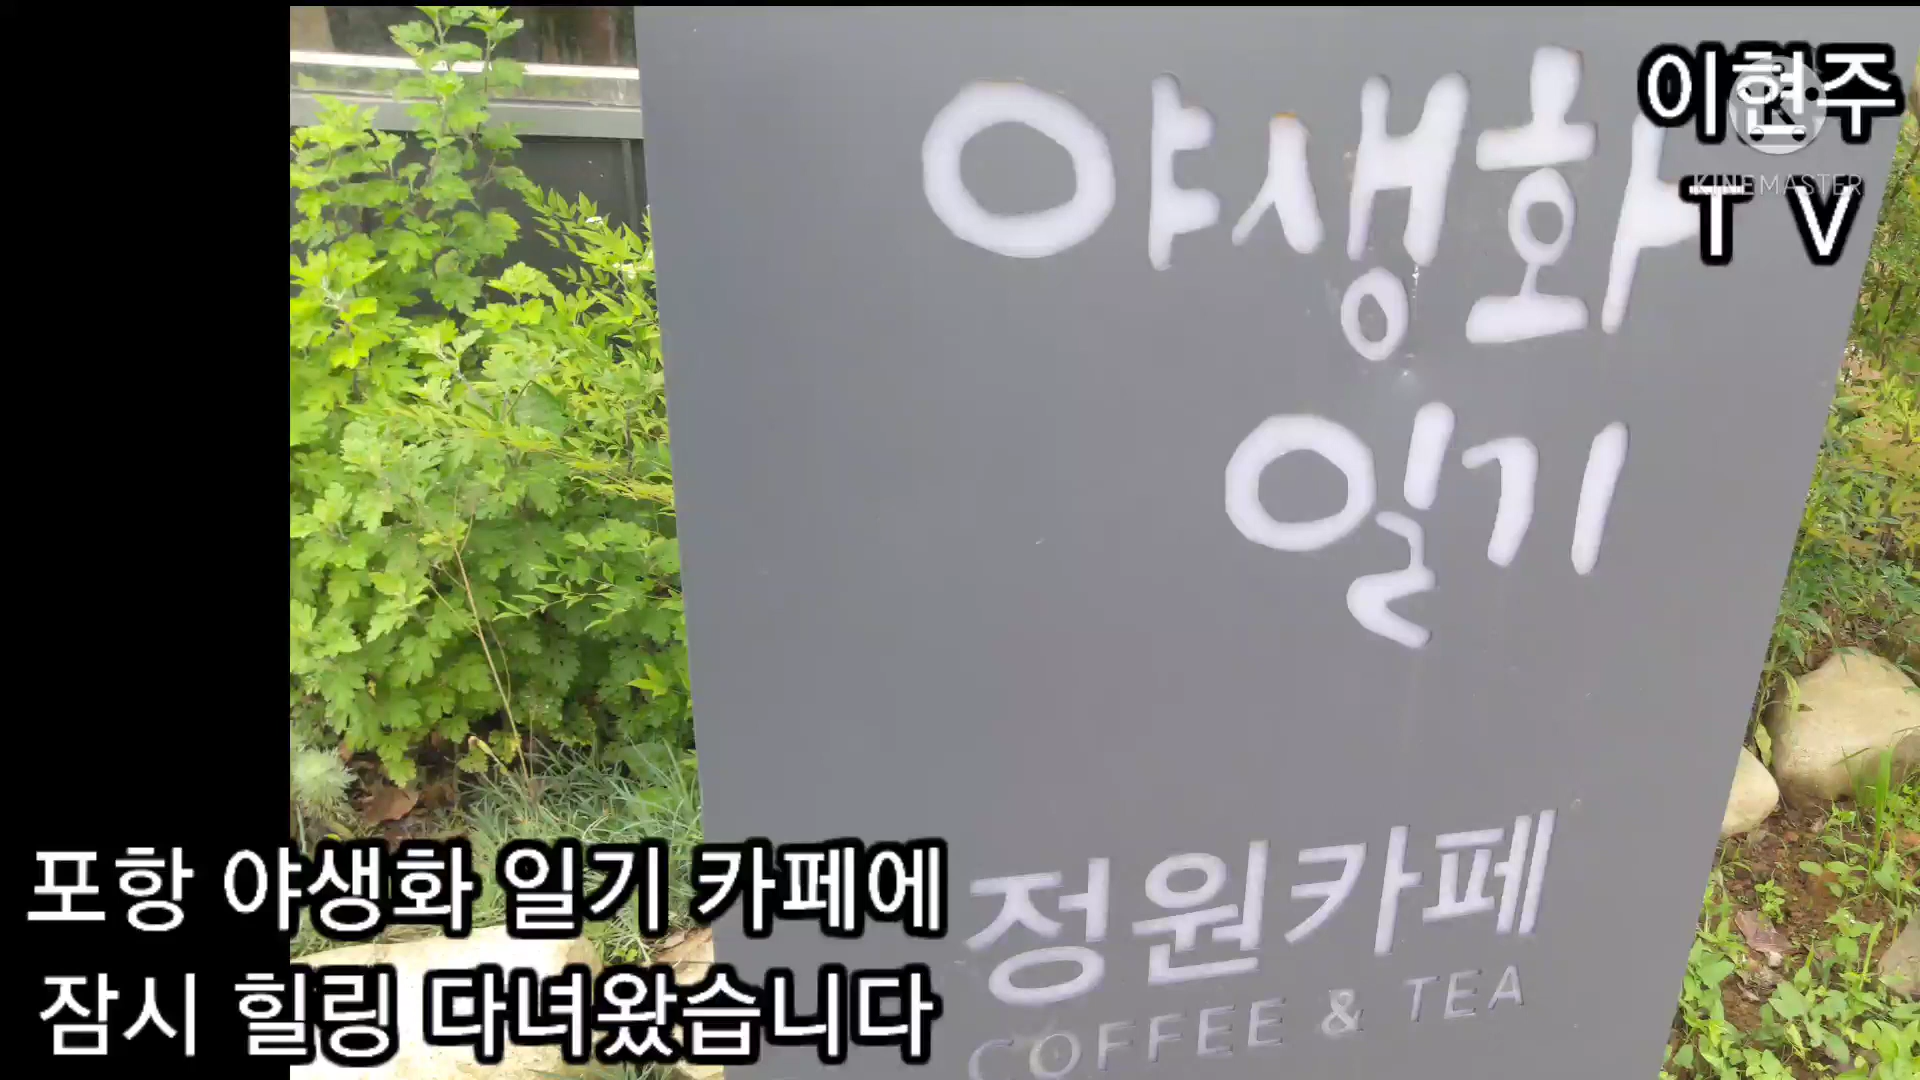 야생화
일기
정원카페
COFFEE & TEA
이현주
TV
KINEMASTER
포항 야생화 일기 카페에
잠시 힐링 다녀왔습니다